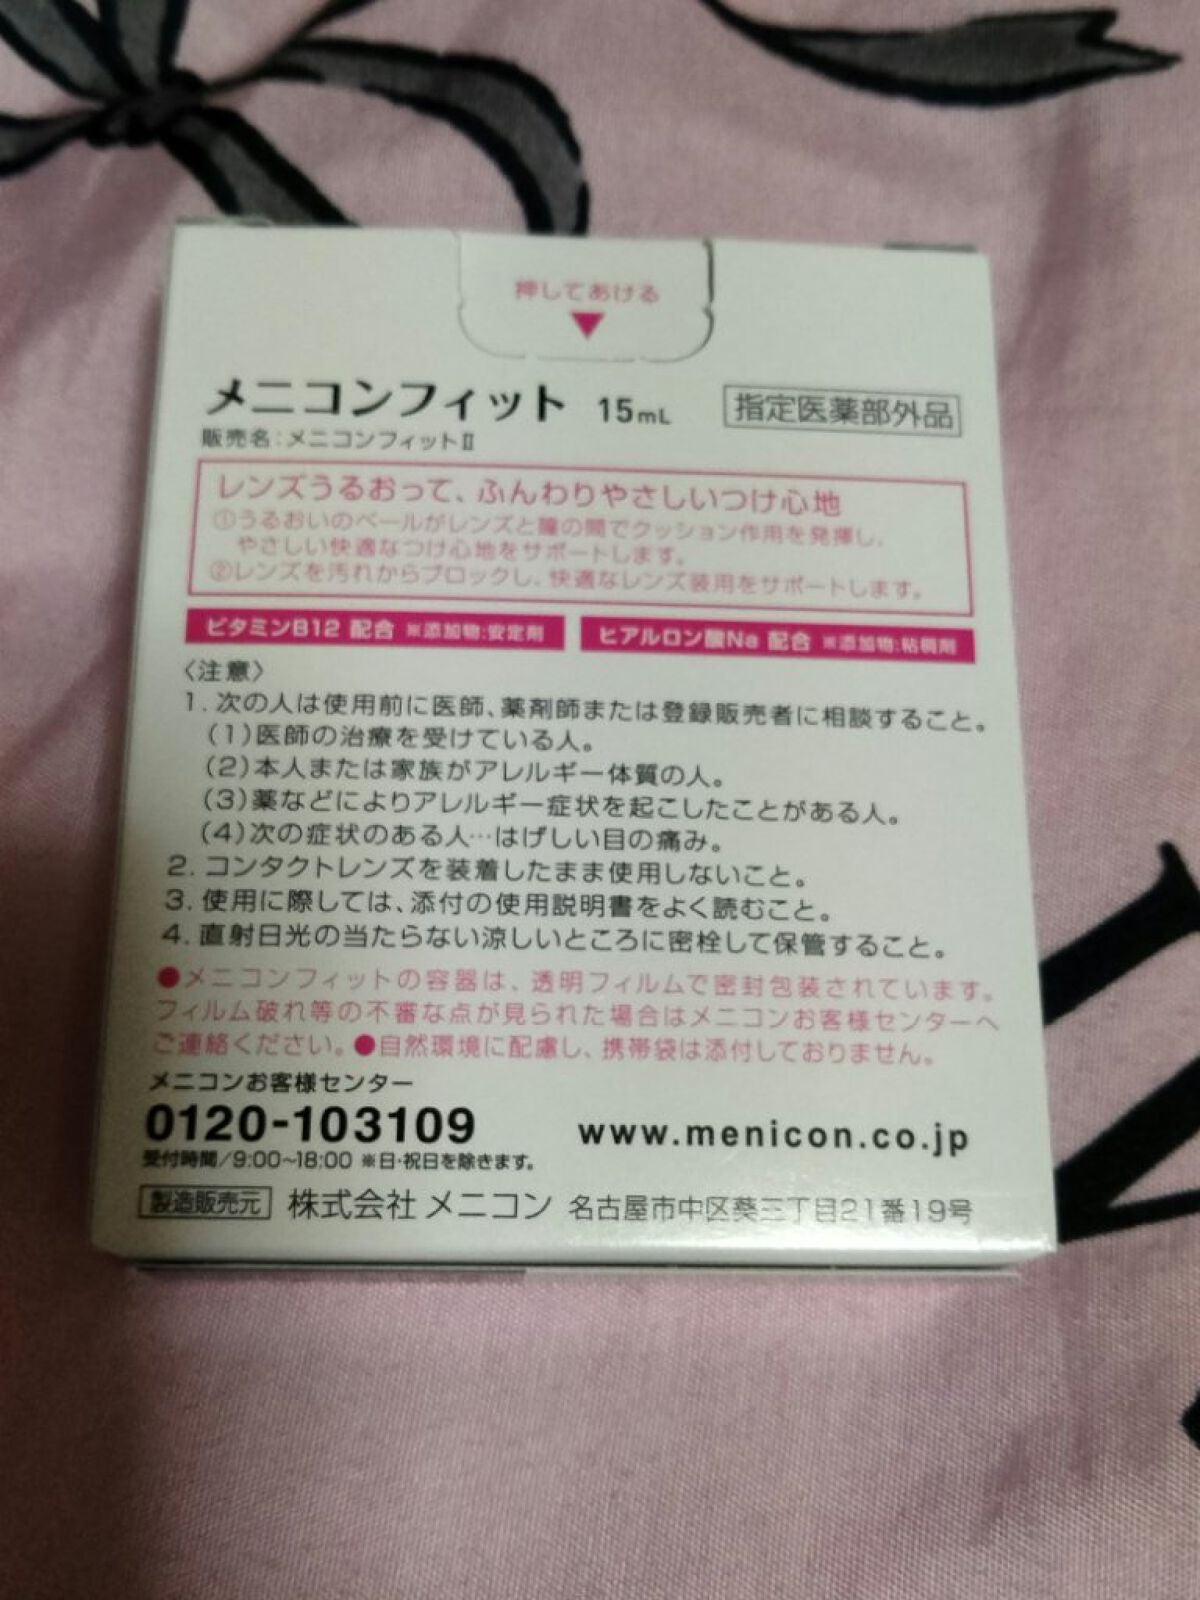 押してあける
メニコンフィット 15mL 指定医薬部外品
販売名:メニコンフィットⅡ
レンズうるおって、ふんわりやさしいつけ心地
①うるおいのベールがレンズと瞳の間でクッション作用を発揮し、
やさしい快適なつけ心地をサポートします。
②レンズを汚れからブロックし、快適なレンズ装用をサポートします。
ビタミンB12 配合 ※添加物:安定剤 ヒアルロン酸Na 配合 ※添加物:粘稠剤
〈注意〉
1. 次の人は使用前に医師、薬剤師または登録販売者に相談すること。
(1)医師の治療を受けている人。
(2)本人または家族がアレルギー体質の人。
(3)薬などによりアレルギー症状を起こしたことがある人。
(4)次の症状のある人…はげしい目の痛み。
2. コンタクトレンズを装着したまま使用しないこと。
3. 使用に際しては、添付の使用説明書をよく読むこと。
4. 直射日光の当たらない涼しいところに密栓して保管すること。
●メニコンフィットの容器は、透明フィルムで密封包装されています。
フィルム破れ等の不審な点が見られた場合はメニコンお客様センターへ
ご連絡ください。●自然環境に配慮し、携帯袋は添付しておりません。
メニコンお客様センター
0120-103109 www.menicon.co.jp
受付時間/9:00~18:00 ※日・祝日を除きます。
製造販売元 株式会社 メニコン 名古屋市中区葵三丁目21番19号